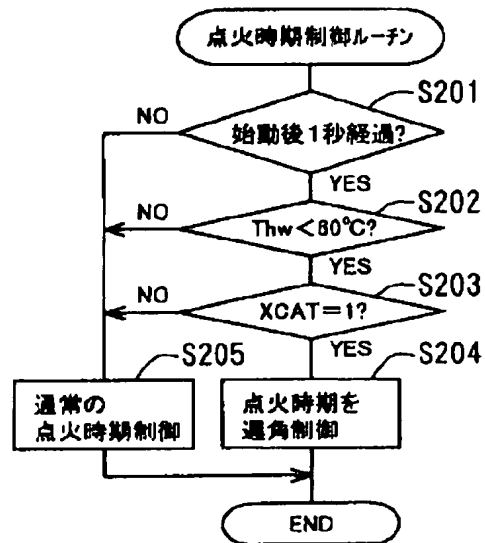 点火時期制御ルーチン
S201
NO
始動後1秒経過?
YES
S202
NO
Thw<60℃?
YES
S203
NO
XCAT=1?
YES
S205
S204
通常の
点火時期制御
点火時期を
遅角制御
END